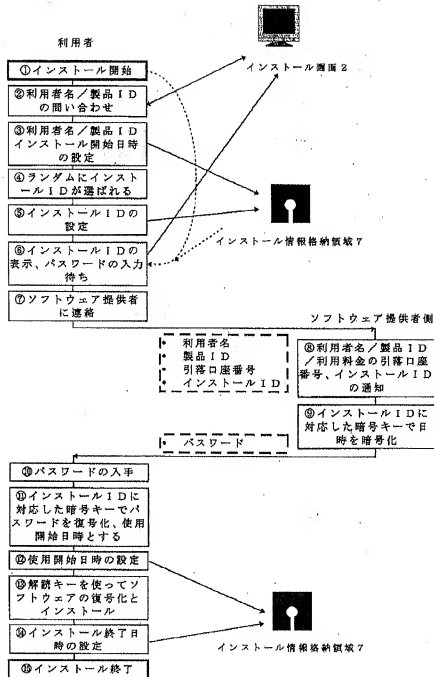 利用者
①インストール開始
インストール画面2
②利用者名／製品ID
の問い合わせ
③利用者名／製品ID
インストール開始日時
の設定
④ランダムにインスト
ールIDが選ばれる
⑤インストールIDの
設定
インストール情報格納領域7
⑥インストールIDの
表示、パスワードの入力
待ち
⑦ソフトウェア提供者
に連絡
ソフトウェア提供者側
• 利用者名
• 製品ID
• 引落口座番号
• インストールID
⑧利用者名／製品ID
／利用料金の引落口座
番号、インストールID
の通知
⑨インストールIDに
対応した暗号キーで日
時を暗号化
• パスワード
⑩パスワードの入手
⑪インストールIDに
対応した暗号キーでパ
スワードを復号化、使用
開始日時とする
⑫使用開始日時の設定
⑬解読キーを使ってソ
フトウェアの復号化と
インストール
⑭インストール終了日
時の設定
インストール情報格納領域7
⑮インストール終了